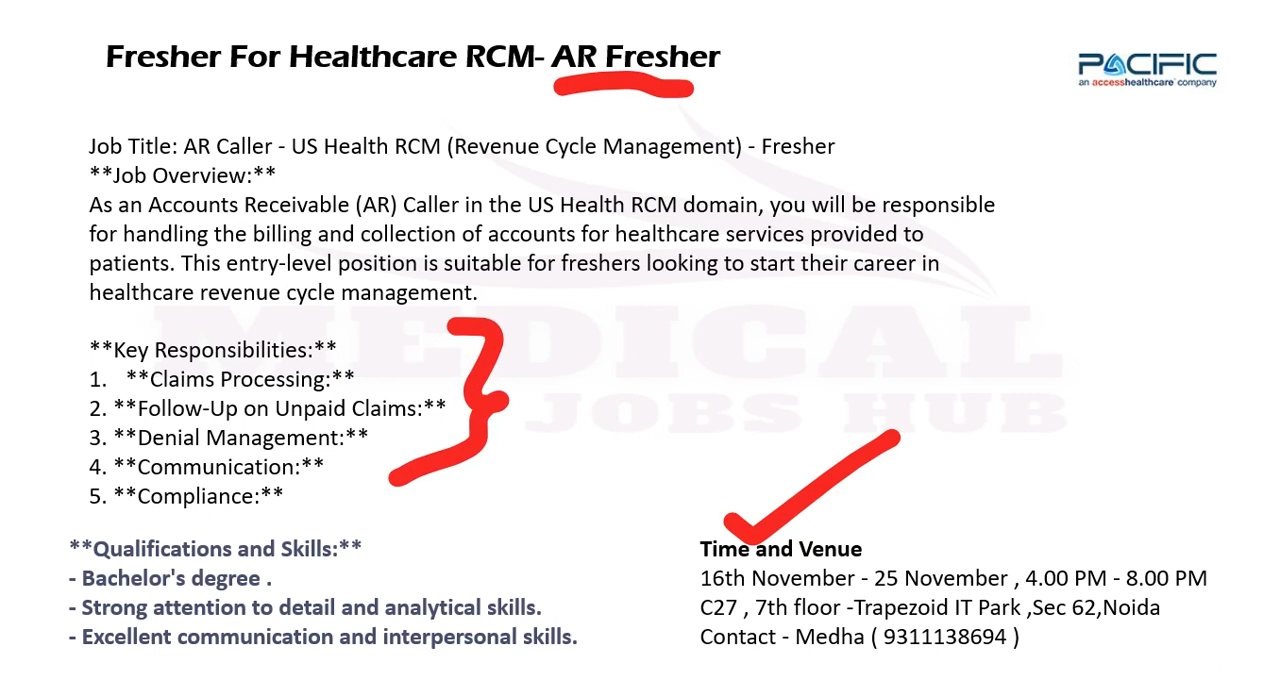 Fresher For Healthcare RCM- AR Fresher
PACIFIC
an accesshealthcare company
Job Title: AR Caller - US Health RCM (Revenue Cycle Management) - Fresher
**Job Overview:**
As an Accounts Receivable (AR) Caller in the US Health RCM domain, you will be responsible
for handling the billing and collection of accounts for healthcare services provided to
patients. This entry-level position is suitable for freshers looking to start their career in
healthcare revenue cycle management.
MEDICAL
JOBS HUB
**Key Responsibilities:**
1. **Claims Processing:**
2. **Follow-Up on Unpaid Claims:**
3. **Denial Management:**
4. **Communication:**
5. **Compliance:**
**Qualifications and Skills:**
- Bachelor's degree .
- Strong attention to detail and analytical skills.
- Excellent communication and interpersonal skills.
Time and Venue
16th November - 25 November , 4.00 PM - 8.00 PM
C27 , 7th floor -Trapezoid IT Park ,Sec 62,Noida
Contact - Medha ( 9311138694 )